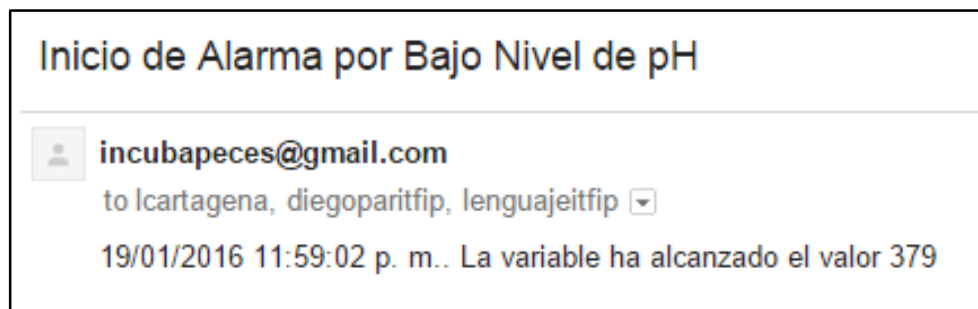 Inicio de Alarma por Bajo Nivel de pH
incubapeces@gmail.com
to lcartagena, diegoparitfip, lenguajeitfip
19/01/2016 11:59:02 p. m.. La variable ha alcanzado el valor 379